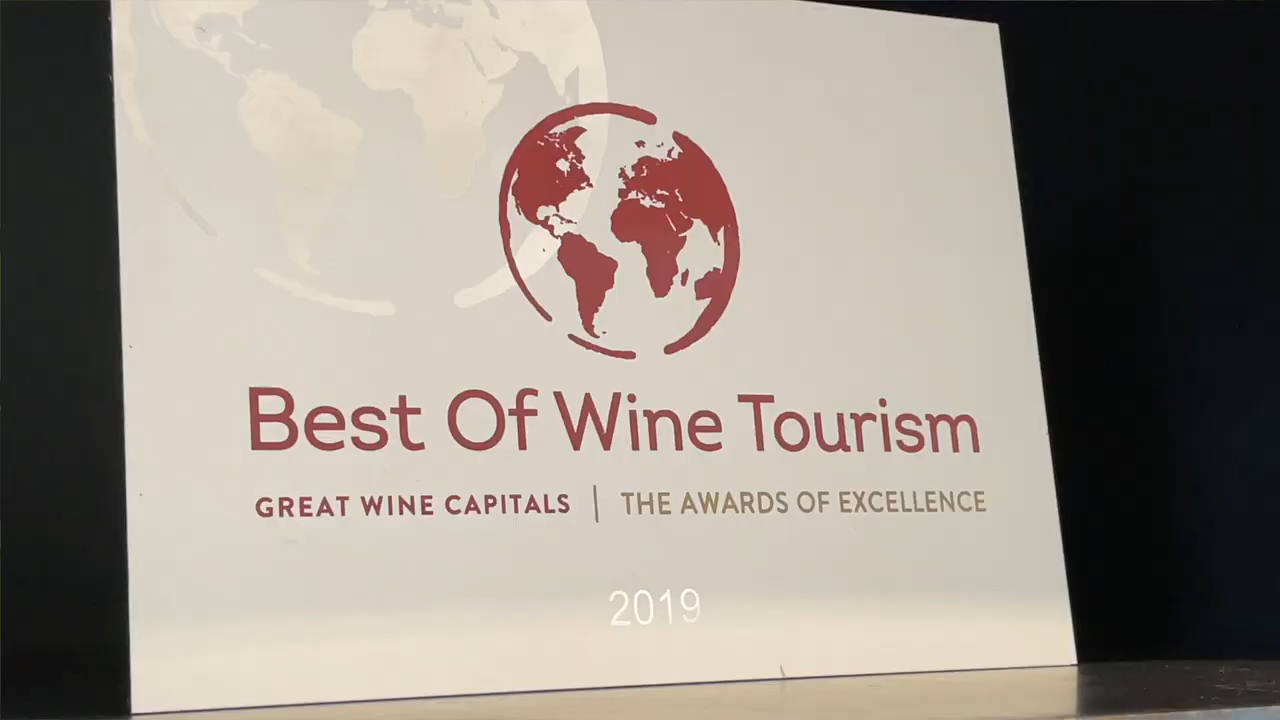 Best Of Wine Tourism
GREAT WINE CAPITALS | THE AWARDS OF EXCELLENCE
2019